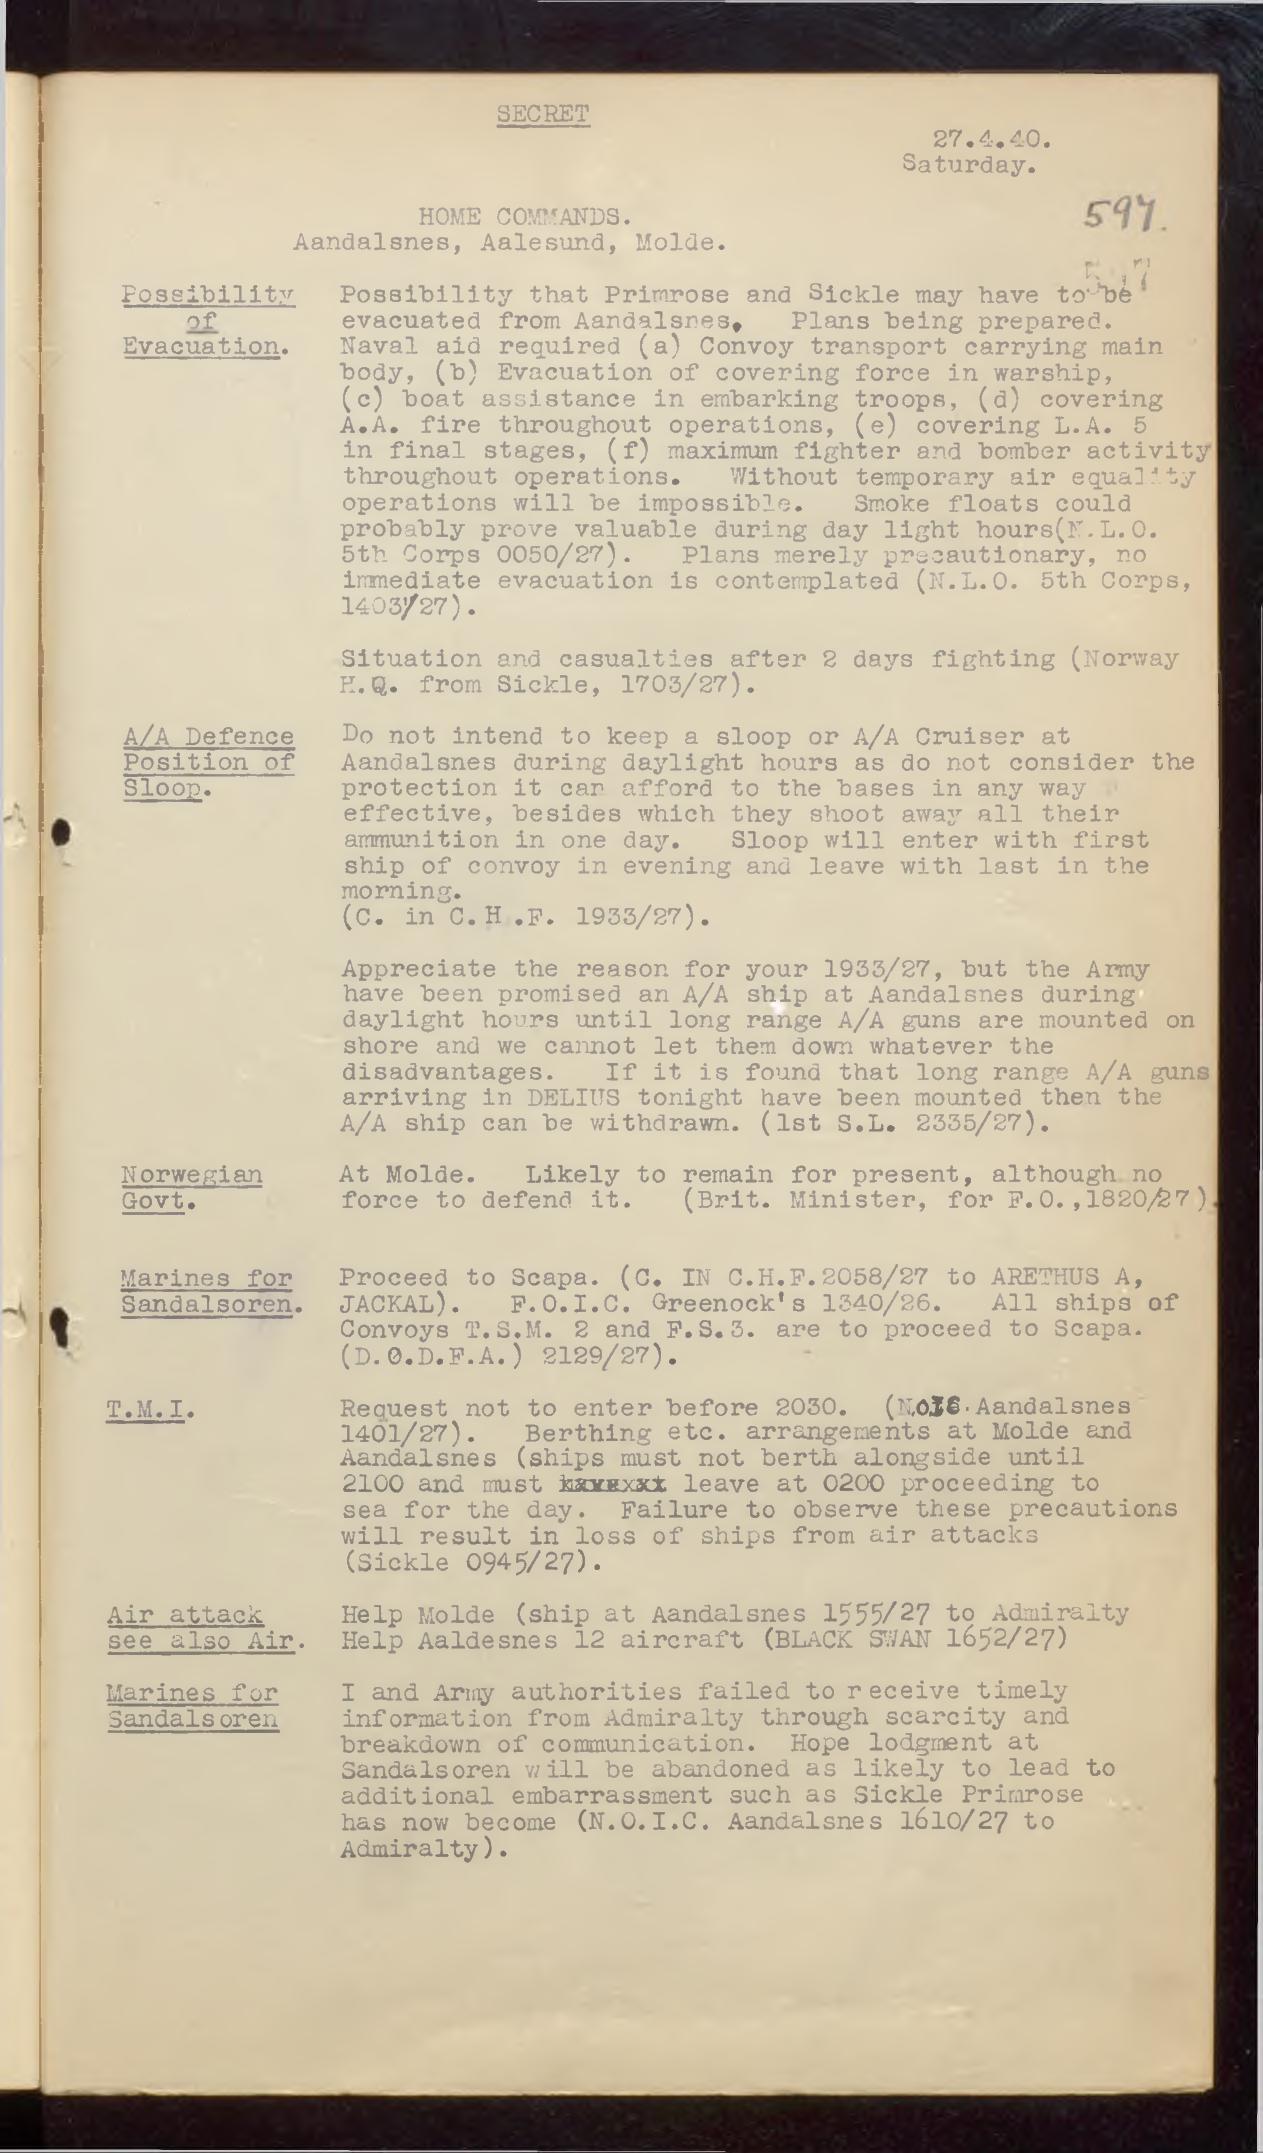 SECRET
27.4.40.
Saturday.
HOME COMMANDS.
597.
Aandalsnes, Aalesund, Molde.
Possibility of Evacuation.
Possibility that Primrose and Sickle may have to be
evacuated from Aandalsnes. Plans being prepared.
Naval aid required (a) Convoy transport carrying main
body, (b) Evacuation of covering force in warship,
(c) boat assistance in embarking troops, (d) covering
A.A. fire throughout operations, (e) covering L.A. 5
in final stages, (f) maximum fighter and bomber activity
throughout operations. Without temporary air equality
operations will be impossible. Smoke floats could
probably prove valuable during day light hours(N.L.O.
5th Corps 0050/27). Plans merely precautionary, no
immediate evacuation is contemplated (N.L.O. 5th Corps,
1403/27).
Situation and casualties after 2 days fighting (Norway
H.Q. from Sickle, 1703/27).
A/A Defence Position of Sloop.
Do not intend to keep a sloop or A/A Cruiser at
Aandalsnes during daylight hours as do not consider the
protection it can afford to the bases in any way
effective, besides which they shoot away all their
ammunition in one day. Sloop will enter with first
ship of convoy in evening and leave with last in the
morning.
(C. in C.H.F. 1933/27).
Appreciate the reason for your 1933/27, but the Army
have been promised an A/A ship at Aandalsnes during
daylight hours until long range A/A guns are mounted on
shore and we cannot let them down whatever the
disadvantages. If it is found that long range A/A guns
arriving in DELIUS tonight have been mounted then the
A/A ship can be withdrawn. (1st S.L. 2335/27).
Norwegian Govt.
At Molde. Likely to remain for present, although no
force to defend it. (Brit. Minister, for F.O.,1820/27).
Marines for Sandalsoren.
Proceed to Scapa. (C. IN C.H.F.2058/27 to ARETHUS A,
JACKAL). F.O.I.C. Greenock's 1340/26. All ships of
Convoys T.S.M. 2 and F.S.3. are to proceed to Scapa.
(D.O.D.F.A.) 2129/27).
T.M.I.
Request not to enter before 2030. (N.OIC. Aandalsnes
1401/27). Berthing etc. arrangements at Molde and
Aandalsnes (ships must not berth alongside until
2100 and must leave at 0200 proceeding to
sea for the day. Failure to observe these precautions
will result in loss of ships from air attacks
(Sickle 0945/27).
Air attack see also Air.
Help Molde (ship at Aandalsnes 1555/27 to Admiralty
Help Aaldesnes 12 aircraft (BLACK SWAN 1652/27)
Marines for Sandalsoren
I and Army authorities failed to r eceive timely
information from Admiralty through scarcity and
breakdown of communication. Hope lodgment at
Sandalsoren will be abandoned as likely to lead to
additional embarrassment such as Sickle Primrose
has now become (N.O.I.C. Aandalsnes 1610/27 to
Admiralty).